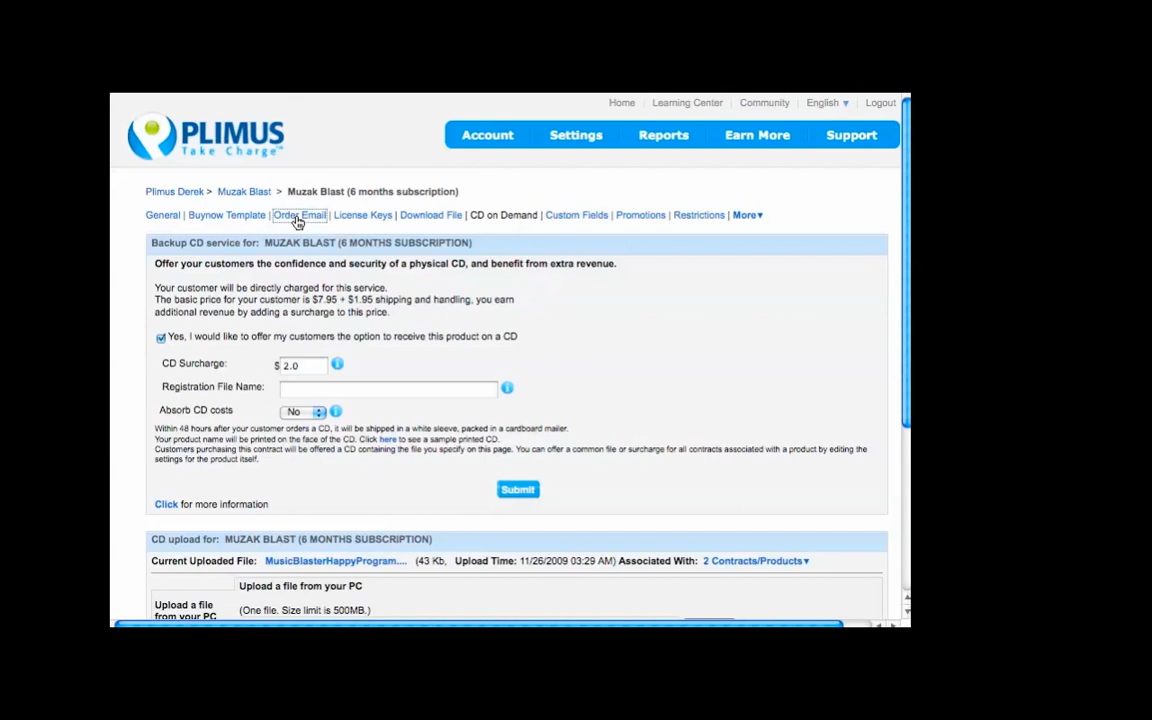 Home Learning Center Community English ▼ Logout
PLIMUS
Take Charge™
Account Settings Reports Earn More Support
Plimus Derek > Muzak Blast > Muzak Blast (6 months subscription)
General | Buynow Template | Order Email | License Keys | Download File | CD on Demand | Custom Fields | Promotions | Restrictions | More▼
Backup CD service for: MUZAK BLAST (6 MONTHS SUBSCRIPTION)
Offer your customers the confidence and security of a physical CD, and benefit from extra revenue.
Your customer will be directly charged for this service.
The basic price for your customer is $7.95 + $1.95 shipping and handling, you earn
additional revenue by adding a surcharge to this price.
Yes, I would like to offer my customers the option to receive this product on a CD
CD Surcharge: $ 2.0
Registration File Name:
Absorb CD costs No
Within 48 hours after your customer orders a CD, it will be shipped in a white sleeve, packed in a cardboard mailer.
Your product name will be printed on the face of the CD. Click here to see a sample printed CD.
Customers purchasing this contract will be offered a CD containing the file you specify on this page. You can offer a common file or surcharge for all contracts associated with a product by editing the
settings for the product itself.
Submit
Click for more information
CD upload for: MUZAK BLAST (6 MONTHS SUBSCRIPTION)
Current Uploaded File: MusicBlasterHappyProgram.... (43 Kb, Upload Time: 11/26/2009 03:29 AM) Associated With: 2 Contracts/Products▼
Upload a file from your PC
Upload a file
from your PC
(One file. Size limit is 500MB.)